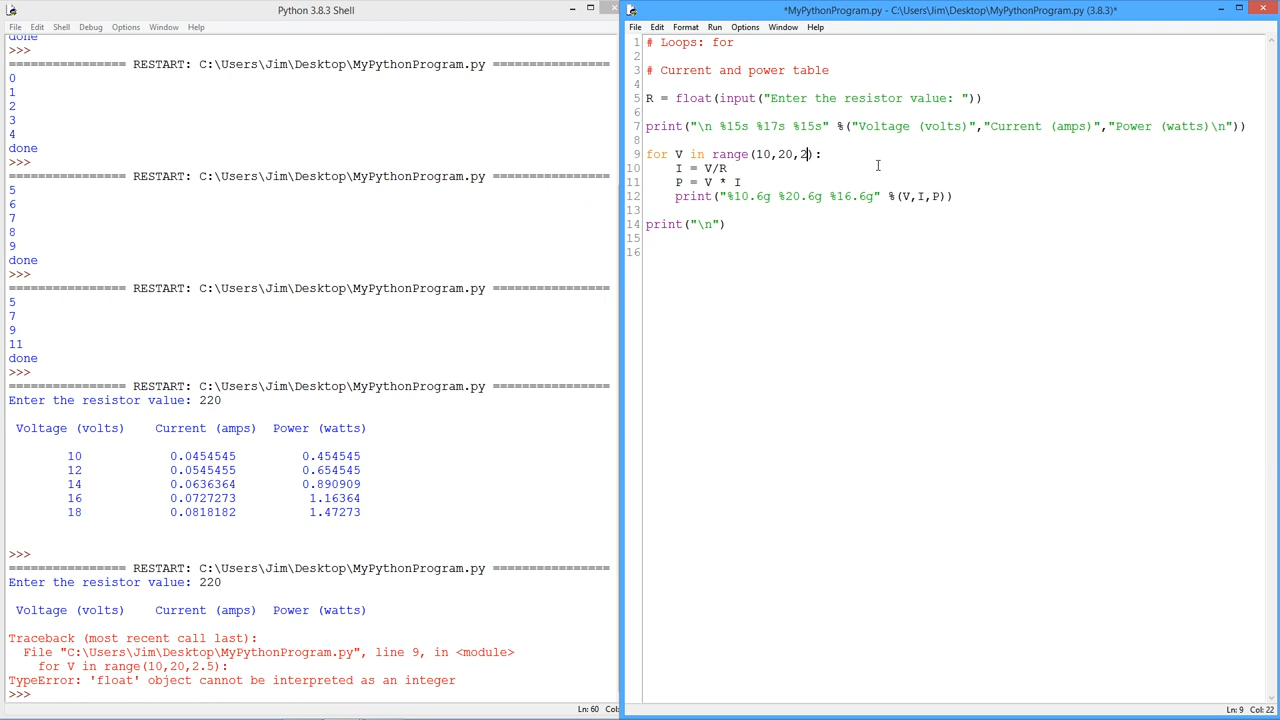 Python 3.8.3 Shell
File Edit Shell Debug Options Window Help
done
>>>
================ RESTART: C:\Users\Jim\Desktop\MyPythonProgram.py ================
0
1
2
3
4
done
>>>
================ RESTART: C:\Users\Jim\Desktop\MyPythonProgram.py ================
5
6
7
8
9
done
>>>
================ RESTART: C:\Users\Jim\Desktop\MyPythonProgram.py ================
5
7
9
11
done
>>>
================ RESTART: C:\Users\Jim\Desktop\MyPythonProgram.py ================
Enter the resistor value: 220
Voltage (volts) Current (amps) Power (watts)
10 0.0454545 0.454545
12 0.0545455 0.654545
14 0.0636364 0.890909
16 0.0727273 1.16364
18 0.0818182 1.47273
>>>
================ RESTART: C:\Users\Jim\Desktop\MyPythonProgram.py ================
Enter the resistor value: 220
Voltage (volts) Current (amps) Power (watts)
Traceback (most recent call last):
File "C:\Users\Jim\Desktop\MyPythonProgram.py", line 9, in <module>
for V in range(10,20,2.5):
TypeError: 'float' object cannot be interpreted as an integer
>>>
Ln: 60 Col:
*MyPythonProgram.py - C:\Users\Jim\Desktop\MyPythonProgram.py (3.8.3)*
File Edit Format Run Options Window Help
1 # Loops: for
2
3 # Current and power table
4
5 R = float(input("Enter the resistor value: "))
6
7 print("\n %15s %17s %15s" %("Voltage (volts)","Current (amps)","Power (watts)\n"))
8
9 for V in range(10,20,2):
10 I = V/R
11 P = V * I
12 print("%10.6g %20.6g %16.6g" %(V,I,P))
13
14 print("\n")
15
16
Ln: 9 Col: 22